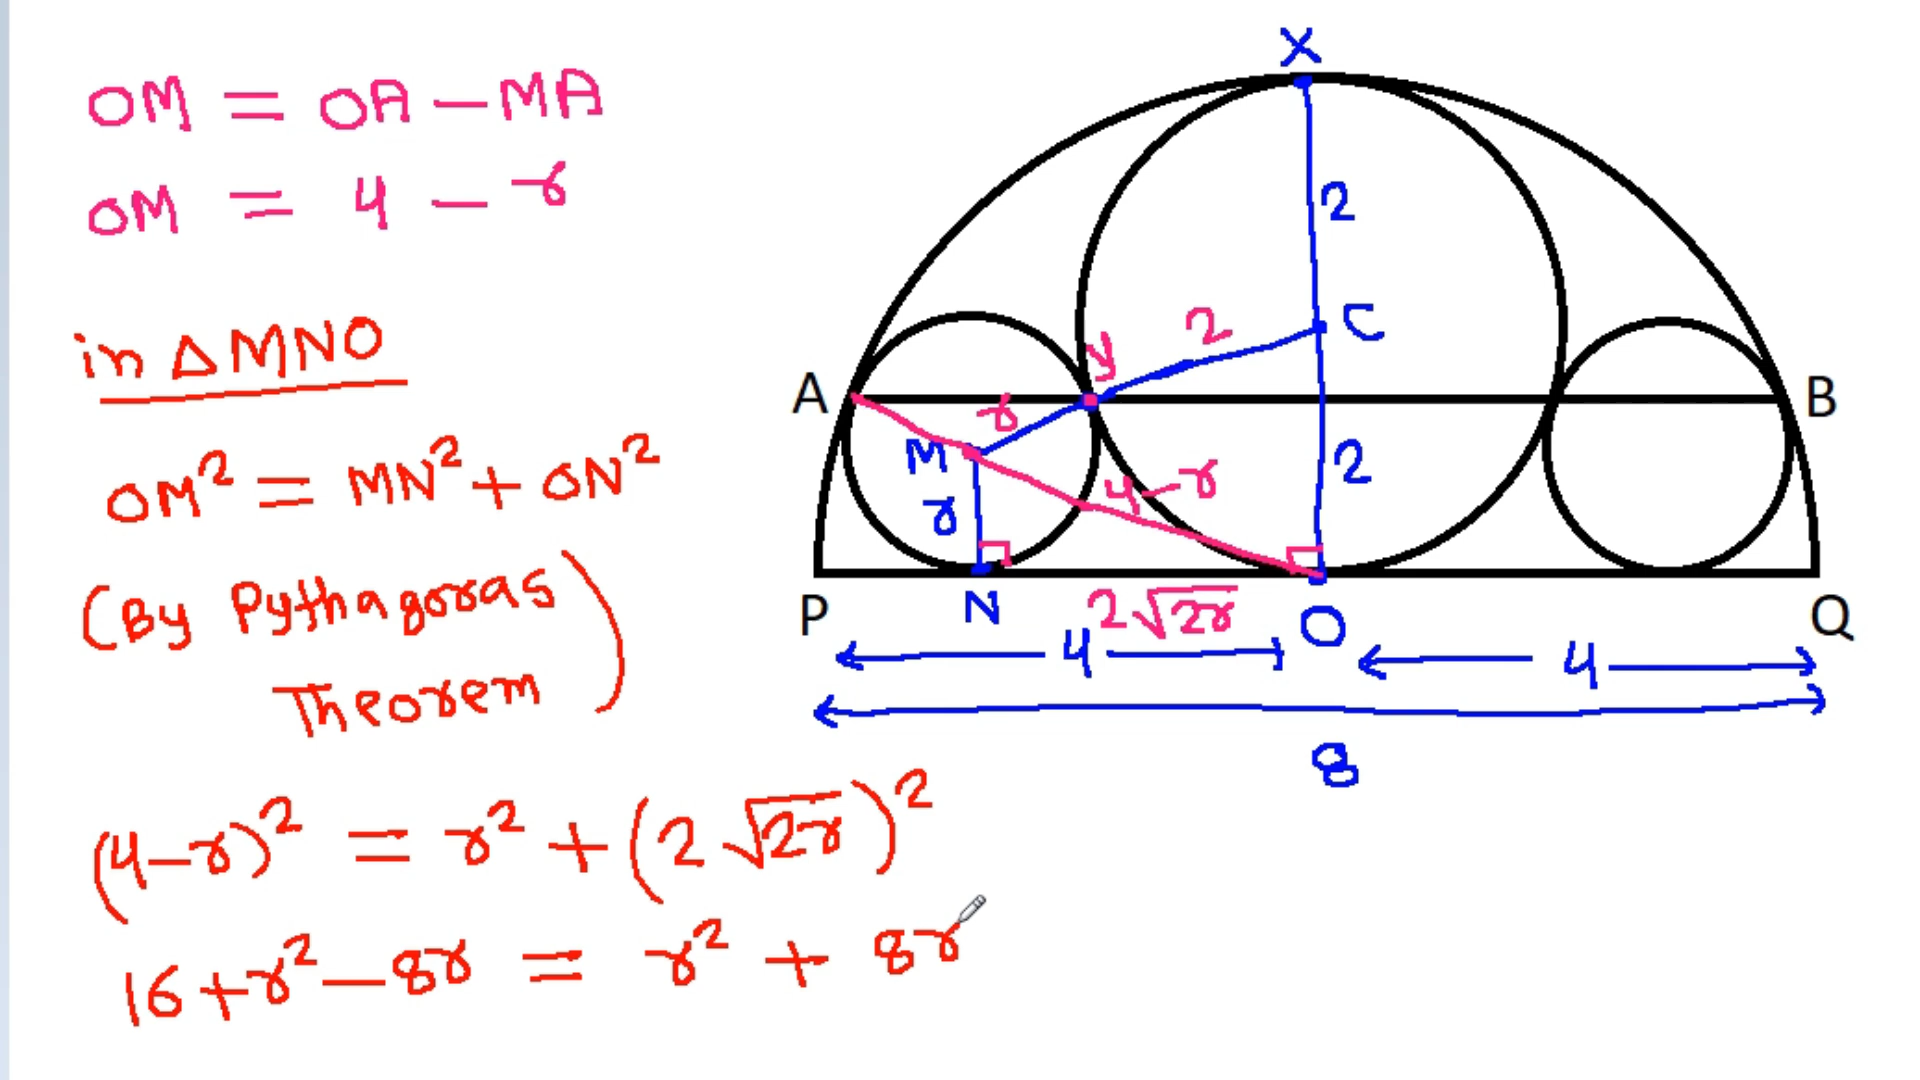 OM = OA - MA
OM = 4 - r
in △MNO
OM² = MN² + ON²
(By Pythagoras
Theorem)
(4-r)² = r² + (2√2r)²
16 + r² - 8r = r² + 8r
X
2
C
2
y
A
r
B
M
2
4-r
r
P
N
2√2r
O
Q
4
4
8